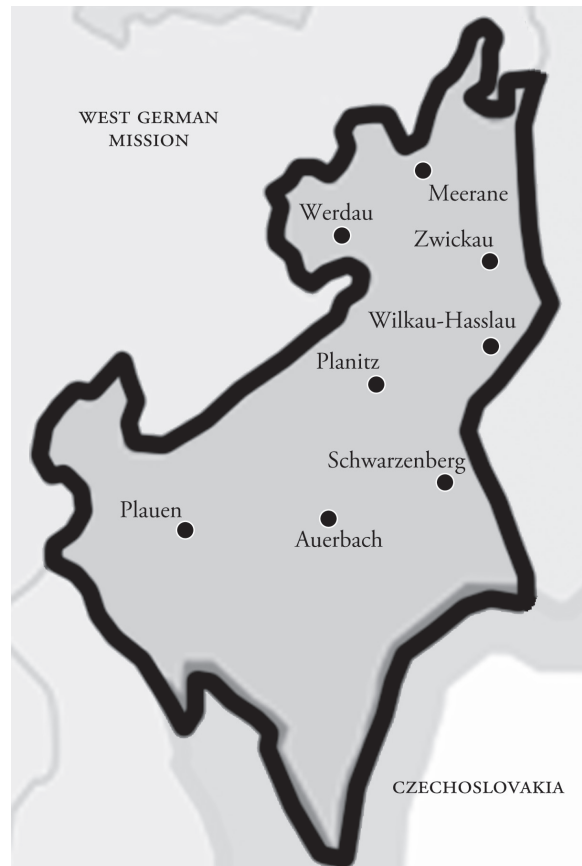 WEST GERMAN
MISSION
Meerane
Werdau
Zwickau
Wilkau-Hasslau
Planitz
Schwarzenberg
Plauen
Auerbach
CZECHOSLOVAKIA